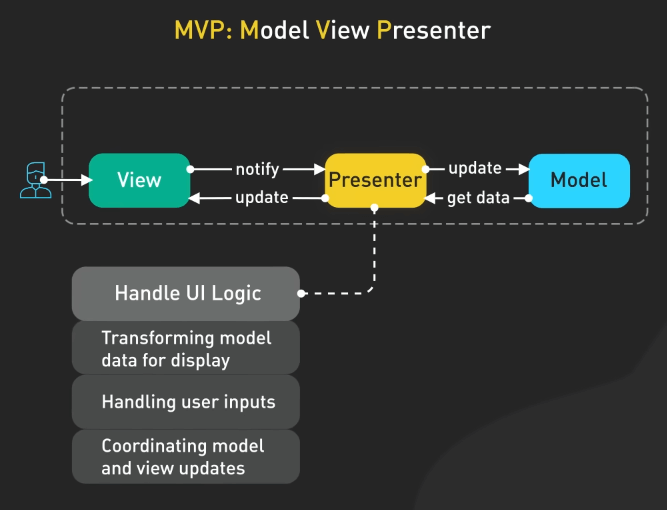 MVP: Model View Presenter
View
notify
update
Presenter
update
get data
Model
Handle UI Logic
Transforming model
data for display
Handling user inputs
Coordinating model
and view updates